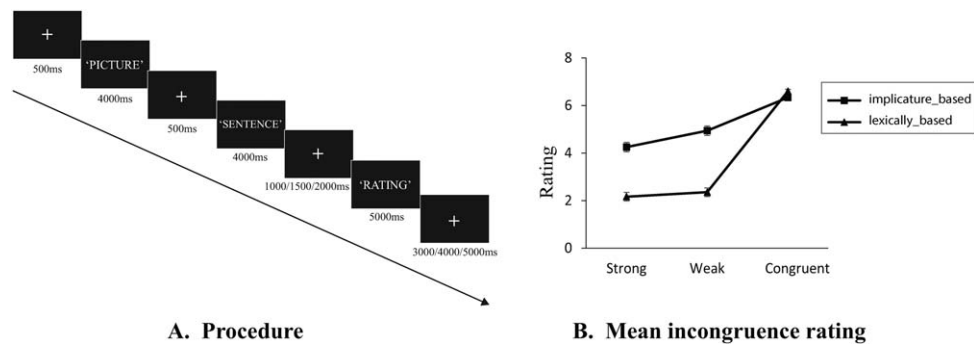 +
500ms
'PICTURE'
4000ms
+
500ms
'SENTENCE'
4000ms
+
1000/1500/2000ms
'RATING'
5000ms
+
3000/4000/5000ms
A. Procedure
8
6
4
2
0
Rating
Strong Weak Congruent
implicature_based
lexically_based
B. Mean incongruence rating